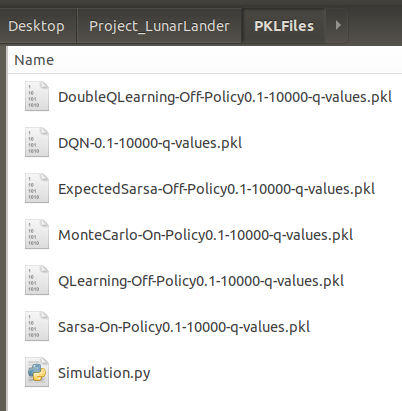 Desktop Project_LunarLander PKLFiles
Name
DoubleQLearning-Off-Policy0.1-10000-q-values.pkl
DQN-0.1-10000-q-values.pkl
ExpectedSarsa-Off-Policy0.1-10000-q-values.pkl
MonteCarlo-On-Policy0.1-10000-q-values.pkl
QLearning-Off-Policy0.1-10000-q-values.pkl
Sarsa-On-Policy0.1-10000-q-values.pkl
Simulation.py